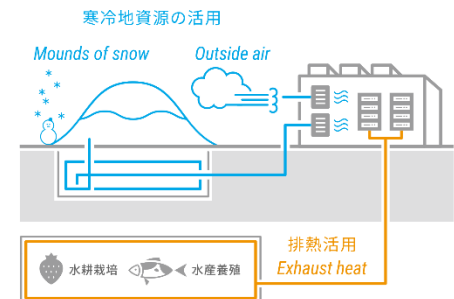 寒冷地資源の活用
Mounds of snow
Outside air
排熱活用
Exhaust heat
水耕栽培
水産養殖